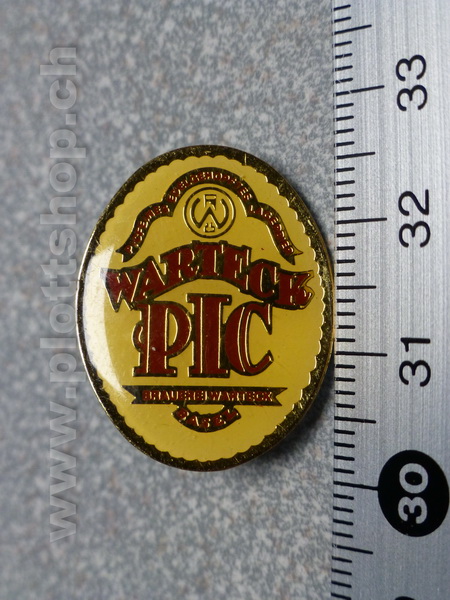 WARTECK
PIC
BRAUEREI WARTECK
BASEL
33
32
31
30
www.plottshop.ch